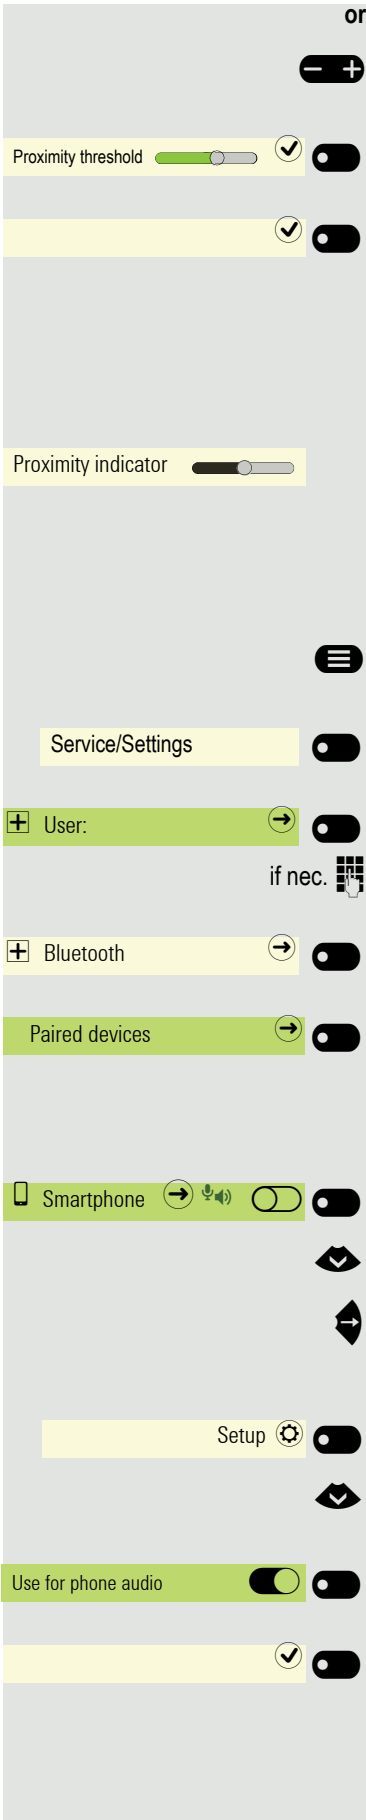 or
Proximity threshold
Proximity indicator
Service/Settings
User:
if nec.
Bluetooth
Paired devices
Smartphone
Setup
Use for phone audio